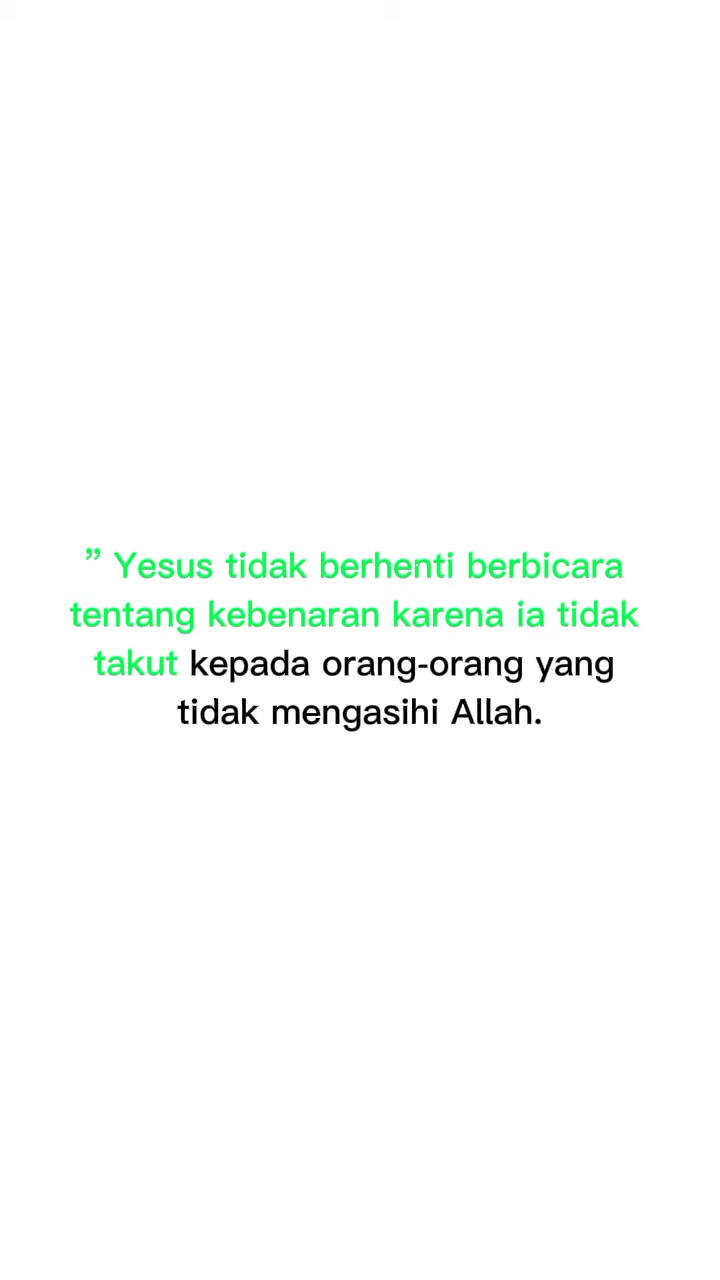 ” Yesus tidak berhenti berbicara
tentang kebenaran karena ia tidak
takut kepada orang-orang yang
tidak mengasihi Allah.